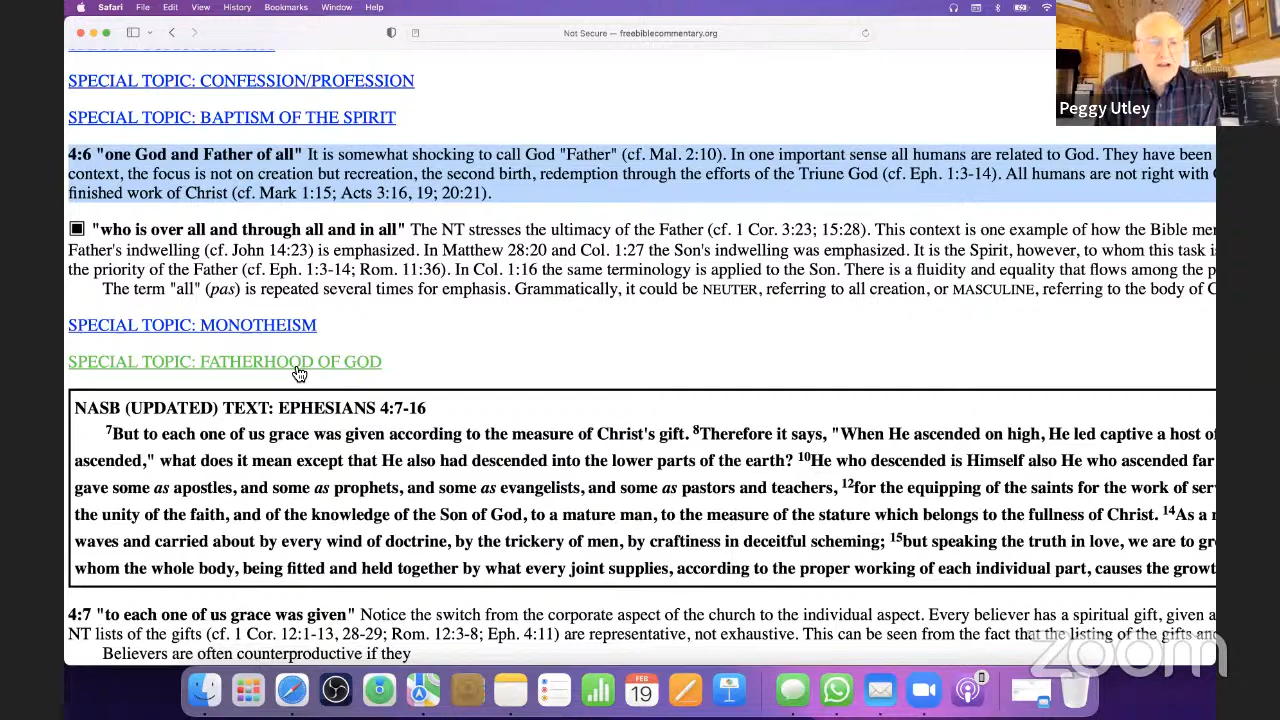 Safari File Edit View History Bookmarks Window Help
Not Secure — freebiblecommentary.org
Peggy Utley
SPECIAL TOPIC: CONFESSION/PROFESSION
SPECIAL TOPIC: BAPTISM OF THE SPIRIT
4:6 "one God and Father of all" It is somewhat shocking to call God "Father" (cf. Mal. 2:10). In one important sense all humans are related to God. They have been
context, the focus is not on creation but recreation, the second birth, redemption through the efforts of the Triune God (cf. Eph. 1:3-14). All humans are not right with
finished work of Christ (cf. Mark 1:15; Acts 3:16, 19; 20:21).
"who is over all and through all and in all" The NT stresses the ultimacy of the Father (cf. 1 Cor. 3:23; 15:28). This context is one example of how the Bible
Father's indwelling (cf. John 14:23) is emphasized. In Matthew 28:20 and Col. 1:27 the Son's indwelling was emphasized. It is the Spirit, however, to whom this task
the priority of the Father (cf. Eph. 1:3-14; Rom. 11:36). In Col. 1:16 the same terminology is applied to the Son. There is a fluidity and equality that flows among the
The term "all" (pas) is repeated several times for emphasis. Grammatically, it could be NEUTER, referring to all creation, or MASCULINE, referring to the body of
SPECIAL TOPIC: MONOTHEISM
SPECIAL TOPIC: FATHERHOOD OF GOD
NASB (UPDATED) TEXT: EPHESIANS 4:7-16
7But to each one of us grace was given according to the measure of Christ's gift. 8Therefore it says, "When He ascended on high, He led captive a host
ascended," what does it mean except that He also had descended into the lower parts of the earth? 10He who descended is Himself also He who ascended far
gave some as apostles, and some as prophets, and some as evangelists, and some as pastors and teachers, 12for the equipping of the saints for the work of
the unity of the faith, and of the knowledge of the Son of God, to a mature man, to the measure of the stature which belongs to the fullness of Christ. 14As a
waves and carried about by every wind of doctrine, by the trickery of men, by craftiness in deceitful scheming; 15but speaking the truth in love, we are to
whom the whole body, being fitted and held together by what every joint supplies, according to the proper working of each individual part, causes the
4:7 "to each one of us grace was given" Notice the switch from the corporate aspect of the church to the individual aspect. Every believer has a spiritual gift, given
NT lists of the gifts (cf. 1 Cor. 12:1-13, 28-29; Rom. 12:3-8; Eph. 4:11) are representative, not exhaustive. This can be seen from the fact that the listing of the gifts
Believers are often counterproductive if they
zoom
FEB
19